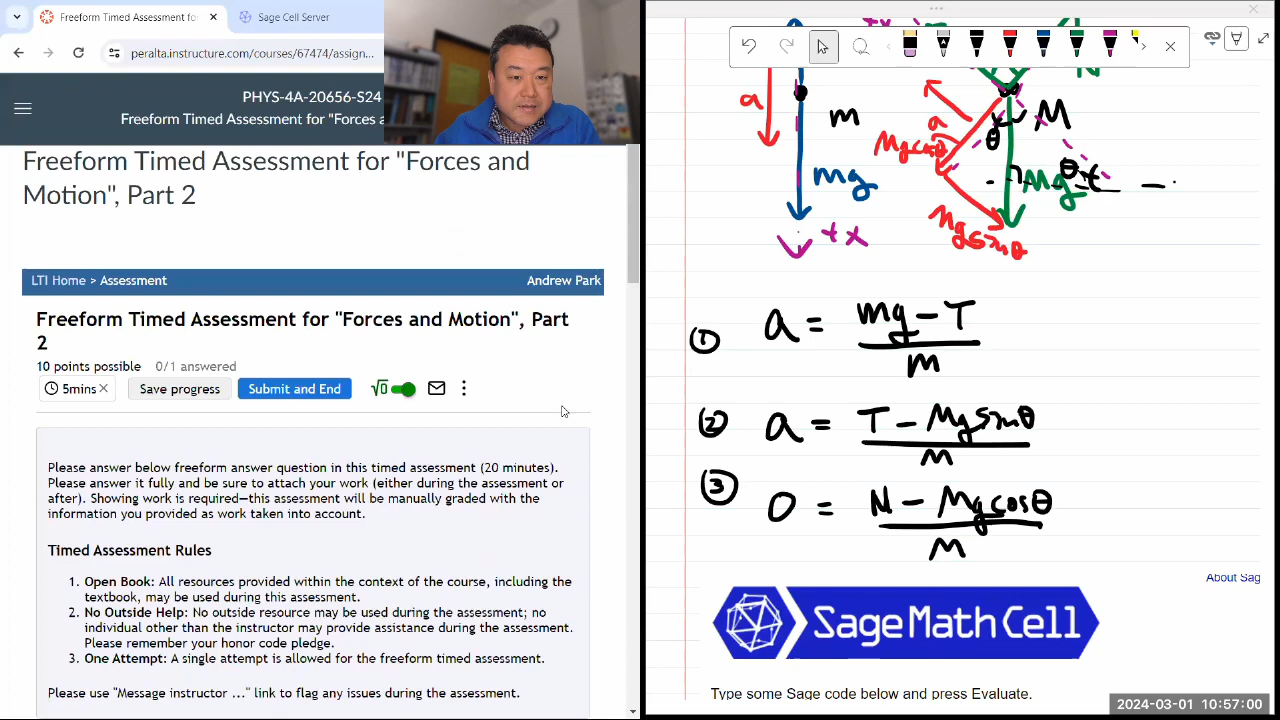 Freeform Timed Assessment for
Sage Cell Server
peralta.instructure.com/courses/
PHYS-4A-20656-S24
Freeform Timed Assessment for "Forces
Freeform Timed Assessment for "Forces and
Motion", Part 2
LTI Home > Assessment
Andrew Park
Freeform Timed Assessment for "Forces and Motion", Part
2
10 points possible 0/1 answered
5mins
Save progress
Submit and End
√0
Please answer below freeform answer question in this timed assessment (20 minutes).
Please answer it fully and be sure to attach your work (either during the assessment or
after). Showing work is required—this assessment will be manually graded with the
information you provided as work taken into account.
Timed Assessment Rules
1. Open Book: All resources provided within the context of the course, including the
textbook, may be used during this assessment.
2. No Outside Help: No outside resource may be used during the assessment; no
individual other than the instructor may provide assistance during the assessment.
Please remember your honor code pledge.
3. One Attempt: A single attempt is allowed for the freeform timed assessment.
Please use "Message instructor ..." link to flag any issues during the assessment.
a
m
mg
+x
a
M
θ
Mgcosθ
Mg
θ
Mgsinθ
① a = mg - T
m
② a = T - Mgsinθ
M
③ 0 = N - Mgcosθ
M
About Sag
SageMathCell
Type some Sage code below and press Evaluate.
2024-03-01 10:57:00